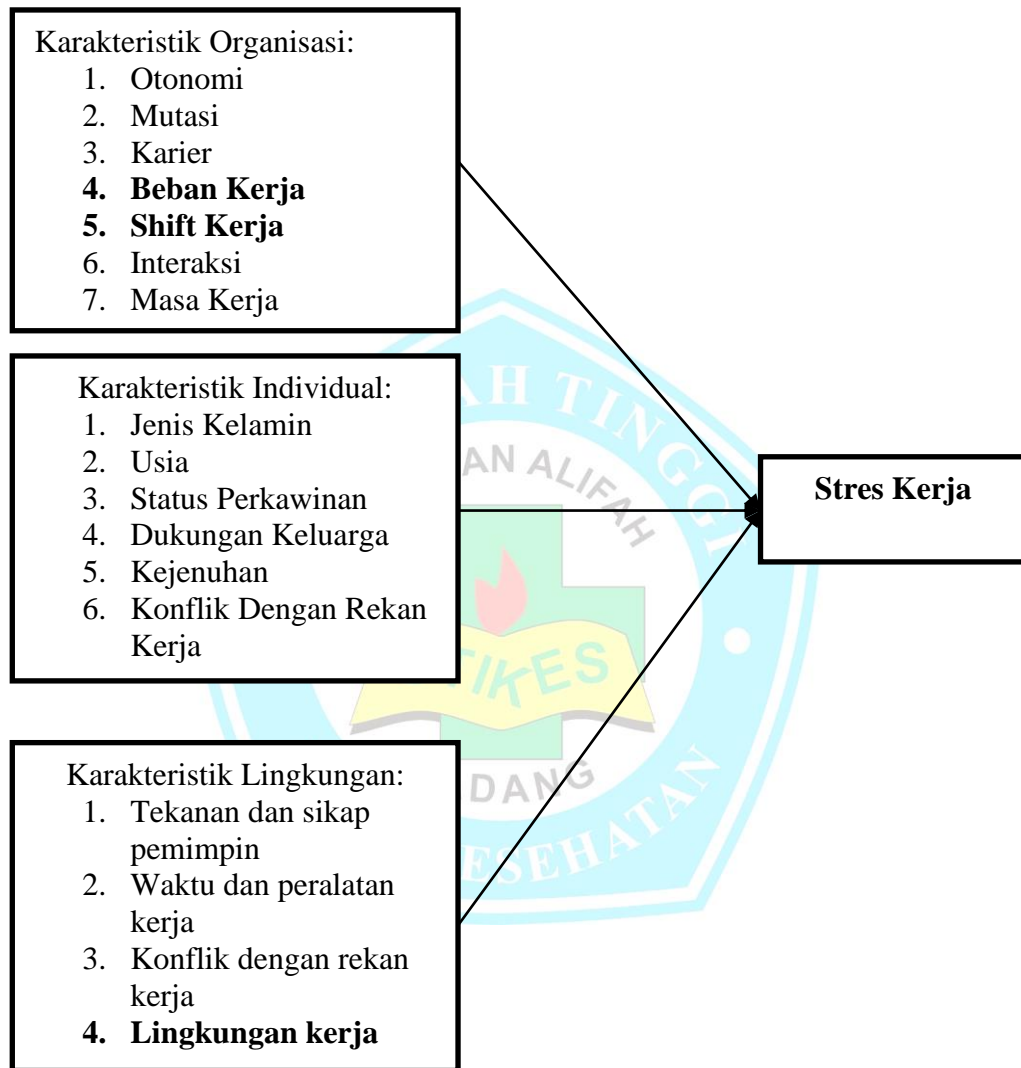 Karakteristik Organisasi:
1. Otonomi
2. Mutasi
3. Karier
4. Beban Kerja
5. Shift Kerja
6. Interaksi
7. Masa Kerja
Karakteristik Individual:
1. Jenis Kelamin
2. Usia
3. Status Perkawinan
4. Dukungan Keluarga
5. Kejenuhan
6. Konflik Dengan Rekan
Kerja
Karakteristik Lingkungan:
1. Tekanan dan sikap
pemimpin
2. Waktu dan peralatan
kerja
3. Konflik dengan rekan
kerja
4. Lingkungan kerja
Stres Kerja
TINGGI
ALIFAH